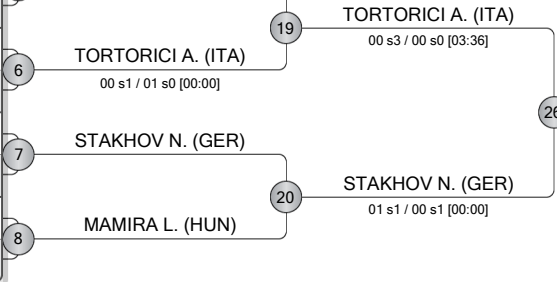 TORTORICI A. (ITA)
19
00 s3 / 00 s0 [03:36]
TORTORICI A. (ITA)
6
00 s1 / 01 s0 [00:00]
26
7
STAKHOV N. (GER)
20
STAKHOV N. (GER)
01 s1 / 00 s1 [00:00]
MAMIRA L. (HUN)
8